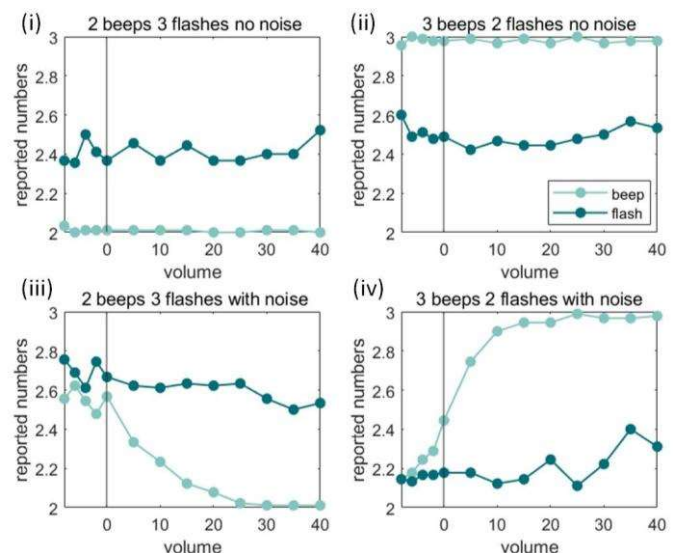 (i) 2 beeps 3 flashes no noise
3
2.8
2.6
2.4
2.2
2
reported numbers
0 10 20 30 40
volume
(ii) 3 beeps 2 flashes no noise
3
2.8
2.6
2.4
2.2
2
reported numbers
beep
flash
0 10 20 30 40
volume
(iii) 2 beeps 3 flashes with noise
3
2.8
2.6
2.4
2.2
2
reported numbers
0 10 20 30 40
volume
(iv) 3 beeps 2 flashes with noise
3
2.8
2.6
2.4
2.2
2
reported numbers
0 10 20 30 40
volume